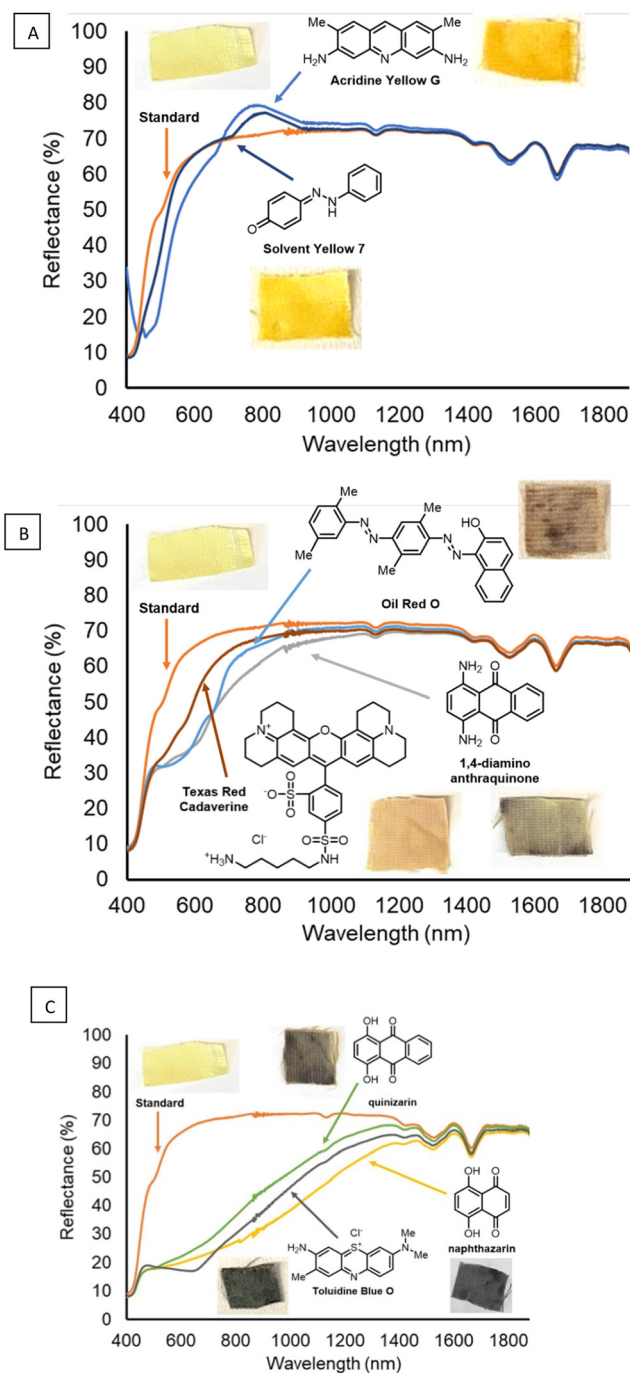 A
100
90
80
70
60
50
40
30
20
10
0
Reflectance (%)
400 600 800 1000 1200 1400 1600 1800
Wavelength (nm)
Standard
Me Me
H₂N N NH₂
Acridine Yellow G
N
N
H
O
Solvent Yellow 7
B
100
90
80
70
60
50
40
30
20
10
0
Reflectance (%)
400 600 800 1000 1200 1400 1600 1800
Wavelength (nm)
Standard
Me
Me
N
N
Me
Me
N
N
HO
Oil Red O
NH₂ O
NH₂ O
1,4-diamino
anthraquinone
N⁺ O N
O
⁻O S
O
O S O
NH
Cl⁻
⁺H₃N
Texas Red
Cadaverine
C
100
90
80
70
60
50
40
30
20
10
0
Reflectance (%)
400 600 800 1000 1200 1400 1600 1800
Wavelength (nm)
Standard
OH O
OH O
quinizarin
Cl⁻
H₂N S⁺ N Me
Me N Me
Toluidine Blue O
OH O
OH O
naphthazarin